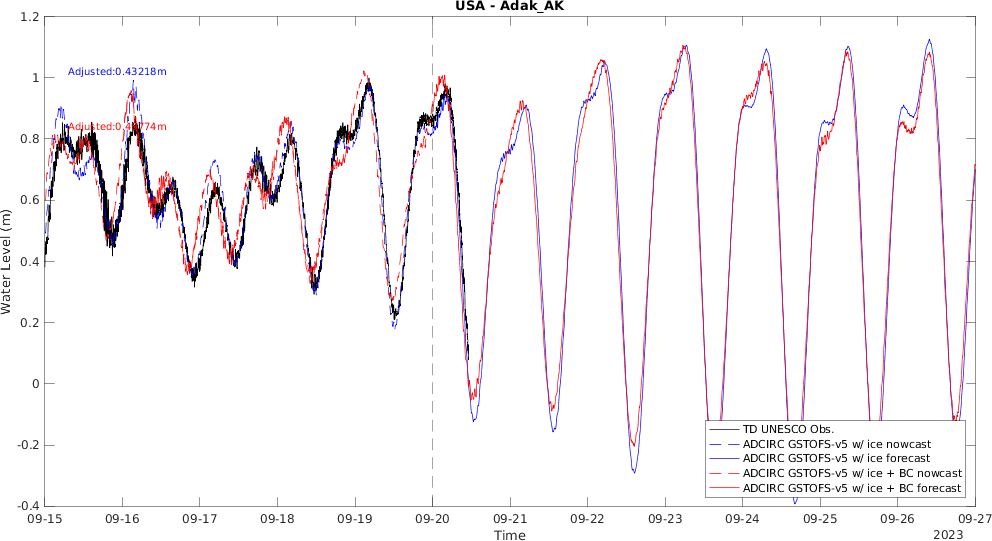 USA - Adak_AK
1.2
1
0.8
0.6
0.4
0.2
0
-0.2
-0.4
Water Level (m)
Adjusted:0.43218m
TD UNESCO Obs.
ADCIRC GSTOFS-v5 w/ ice nowcast
ADCIRC GSTOFS-v5 w/ ice forecast
ADCIRC GSTOFS-v5 w/ ice + BC nowcast
ADCIRC GSTOFS-v5 w/ ice + BC forecast
09-15 09-16 09-17 09-18 09-19 09-20 09-21 09-22 09-23 09-24 09-25 09-26 09-27
Time
2023